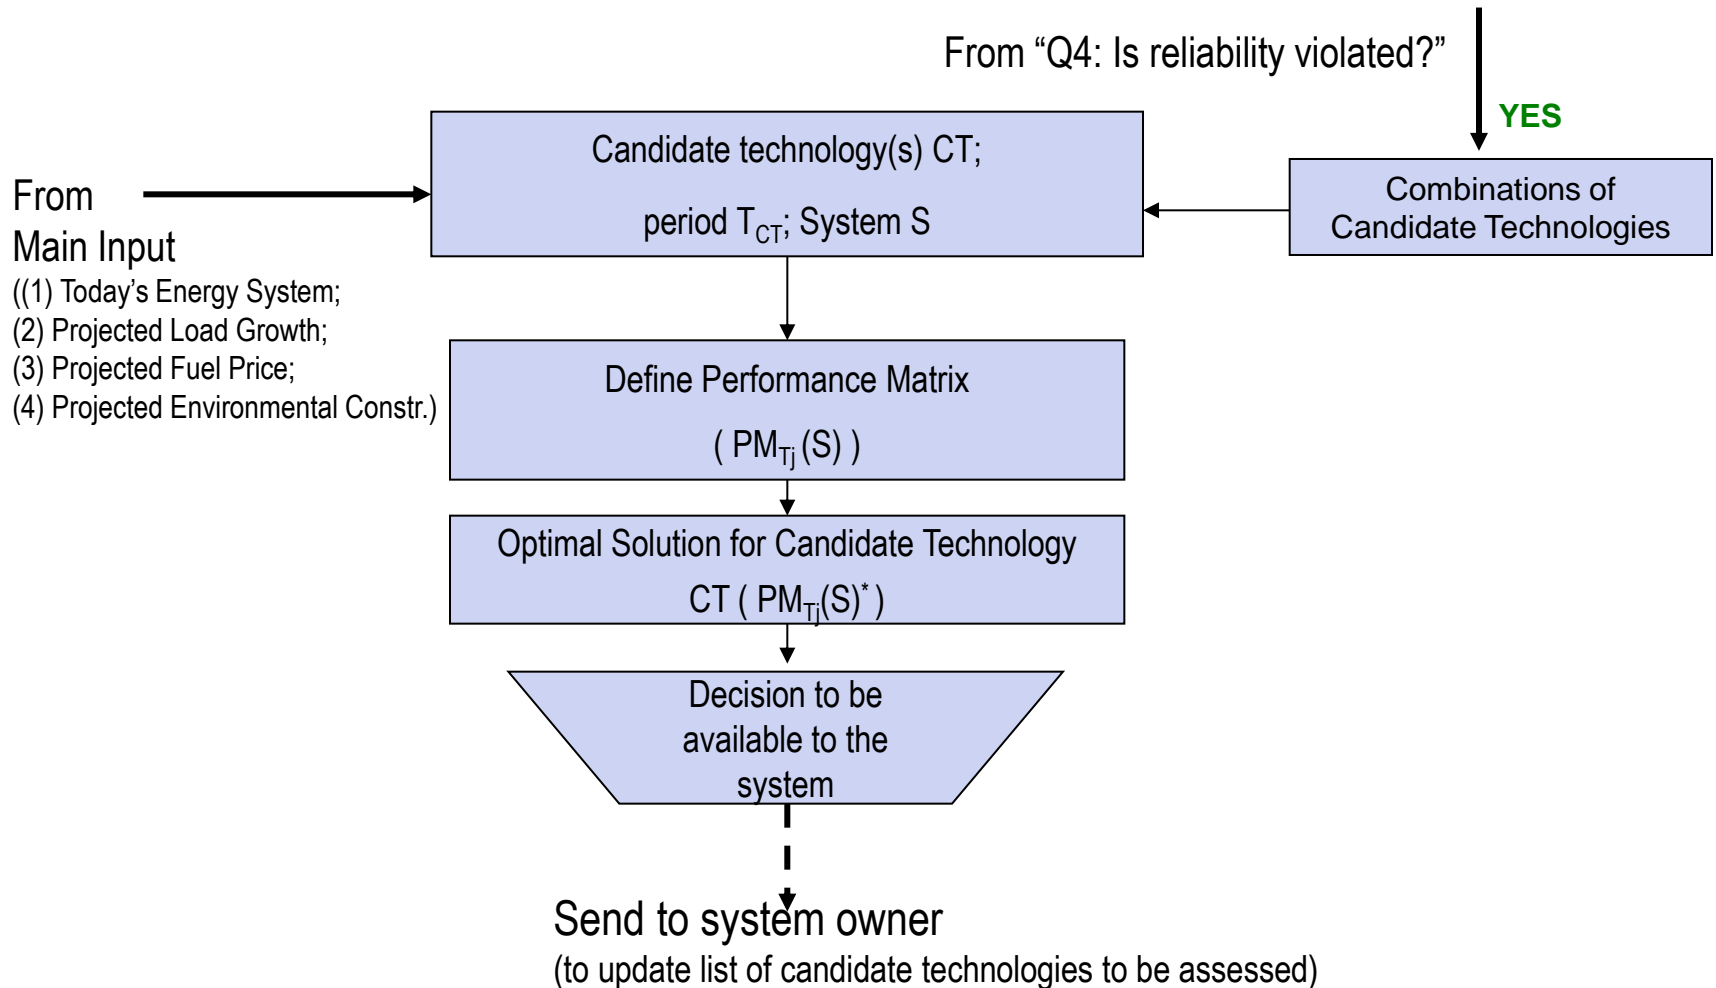 From “Q4: Is reliability violated?”
YES
Candidate technology(s) CT;
period T_CT; System S
Combinations of
Candidate Technologies
From
Main Input
((1) Today’s Energy System;
(2) Projected Load Growth;
(3) Projected Fuel Price;
(4) Projected Environmental Constr.)
Define Performance Matrix
( PM_Tj (S) )
Optimal Solution for Candidate Technology
CT ( PM_Tj(S)* )
Decision to be
available to the
system
Send to system owner
(to update list of candidate technologies to be assessed)